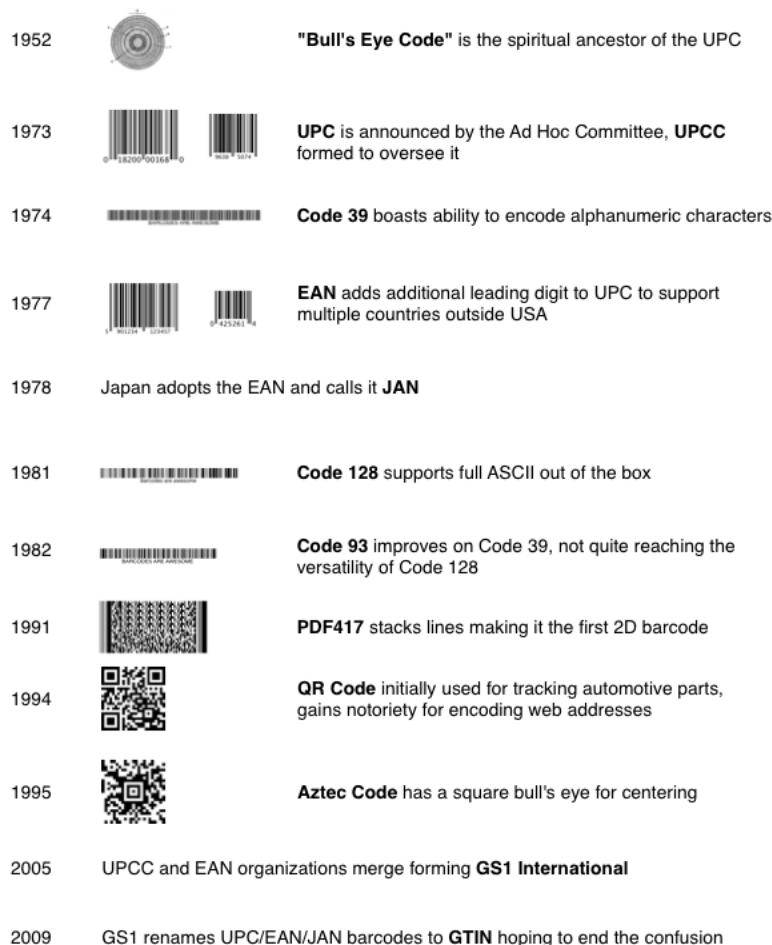 1952
"Bull's Eye Code" is the spiritual ancestor of the UPC
1973
0 18200 00168 0
9638 5074
UPC is announced by the Ad Hoc Committee, UPCC
formed to oversee it
1974
BARCODES ARE AWESOME
Code 39 boasts ability to encode alphanumeric characters
1977
5 901234 123457
0 425261 4
EAN adds additional leading digit to UPC to support
multiple countries outside USA
1978
Japan adopts the EAN and calls it JAN
1981
Barcodes are awesome
Code 128 supports full ASCII out of the box
1982
BARCODES ARE AWESOME
Code 93 improves on Code 39, not quite reaching the
versatility of Code 128
1991
PDF417 stacks lines making it the first 2D barcode
1994
QR Code initially used for tracking automotive parts,
gains notoriety for encoding web addresses
1995
Aztec Code has a square bull's eye for centering
2005
UPCC and EAN organizations merge forming GS1 International
2009
GS1 renames UPC/EAN/JAN barcodes to GTIN hoping to end the confusion